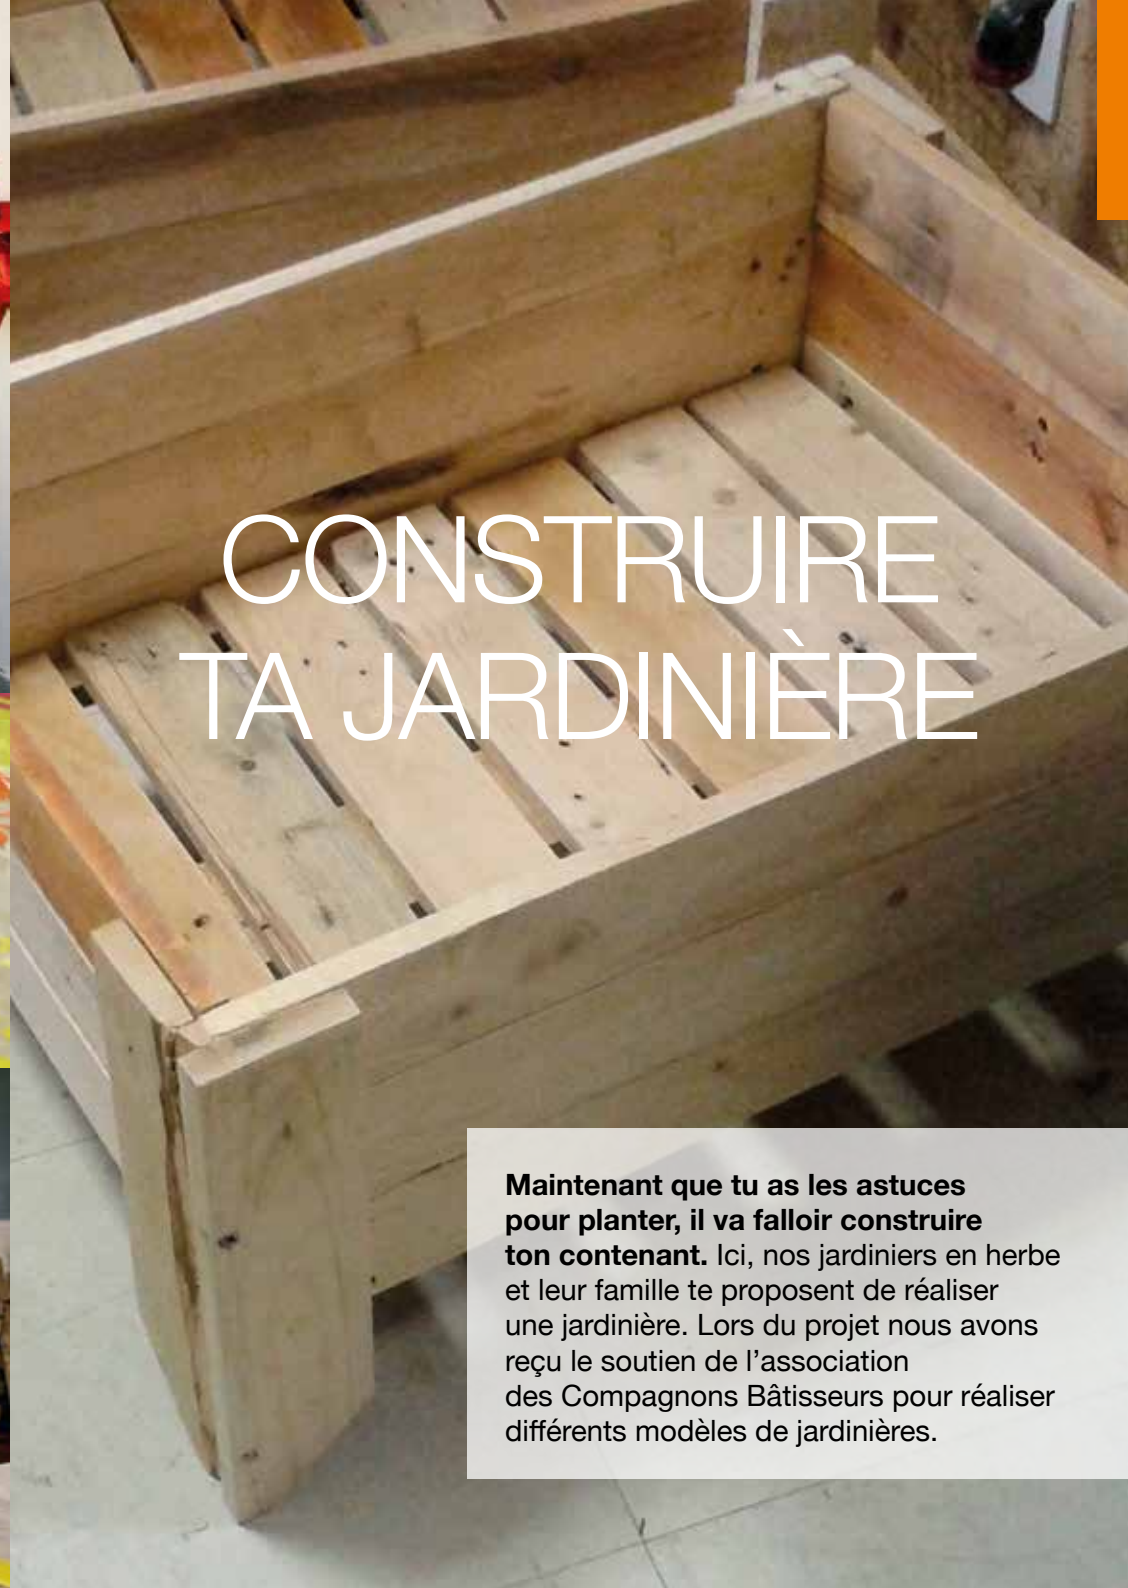 CONSTRUIRE
TA JARDINIÈRE
Maintenant que tu as les astuces
pour planter, il va falloir construire
ton contenant. Ici, nos jardiniers en herbe
et leur famille te proposent de réaliser
une jardinière. Lors du projet nous avons
reçu le soutien de l’association
des Compagnons Bâtisseurs pour réaliser
différents modèles de jardinières.